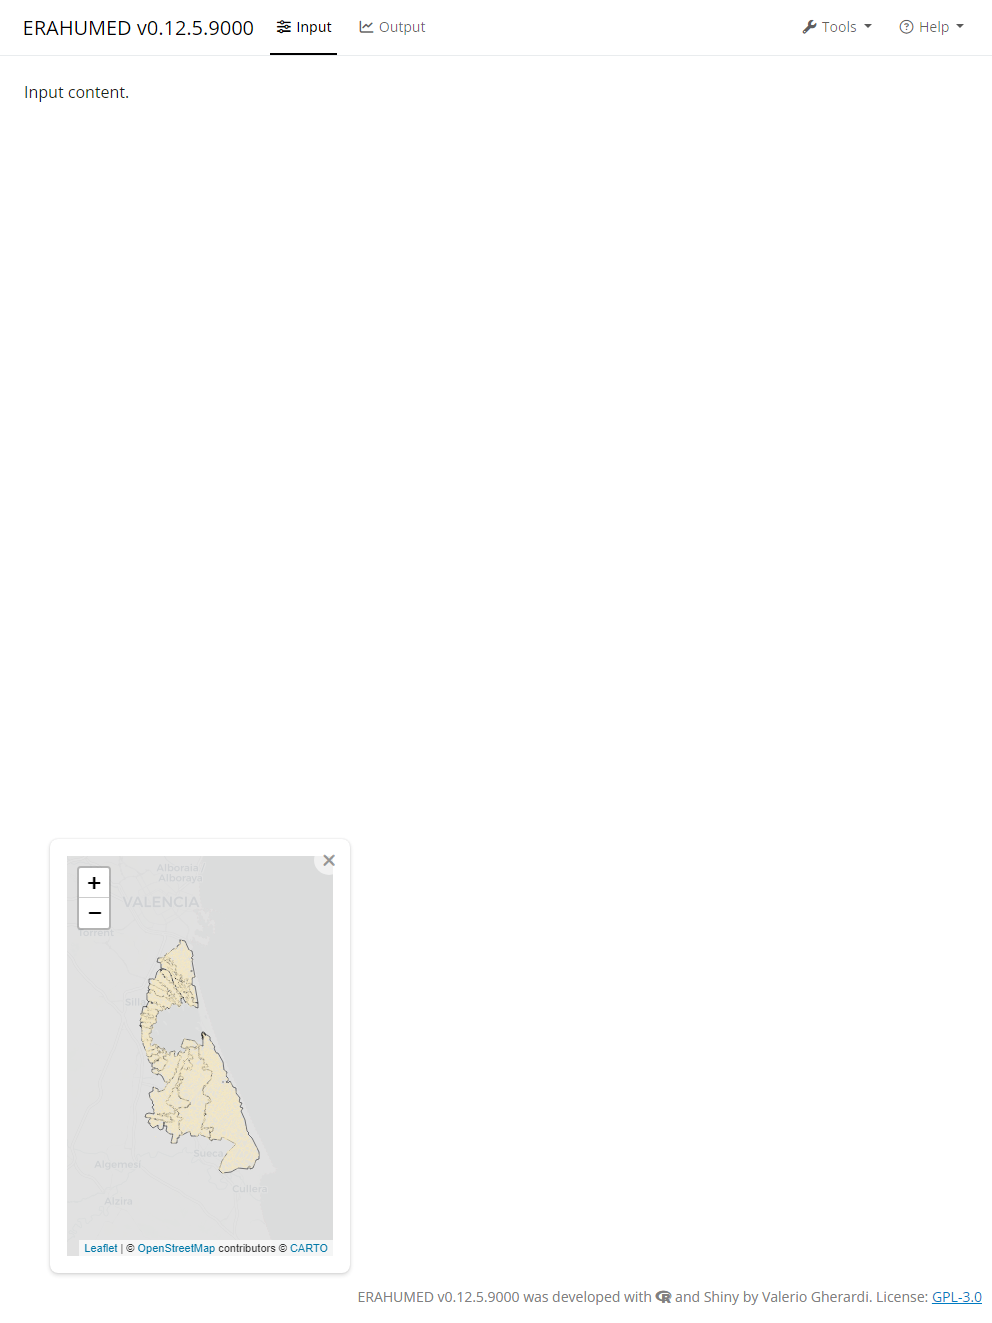 ERAHUMED v0.12.5.9000 Input Output Tools Help
Input content.
Alboraia
Alboraya
+
VALENCIA
−
Torrent
Silla
Sueca
Algemesí
Cullera
Alzira
Leaflet | © OpenStreetMap contributors © CARTO
ERAHUMED v0.12.5.9000 was developed with R and Shiny by Valerio Gherardi. License: GPL-3.0